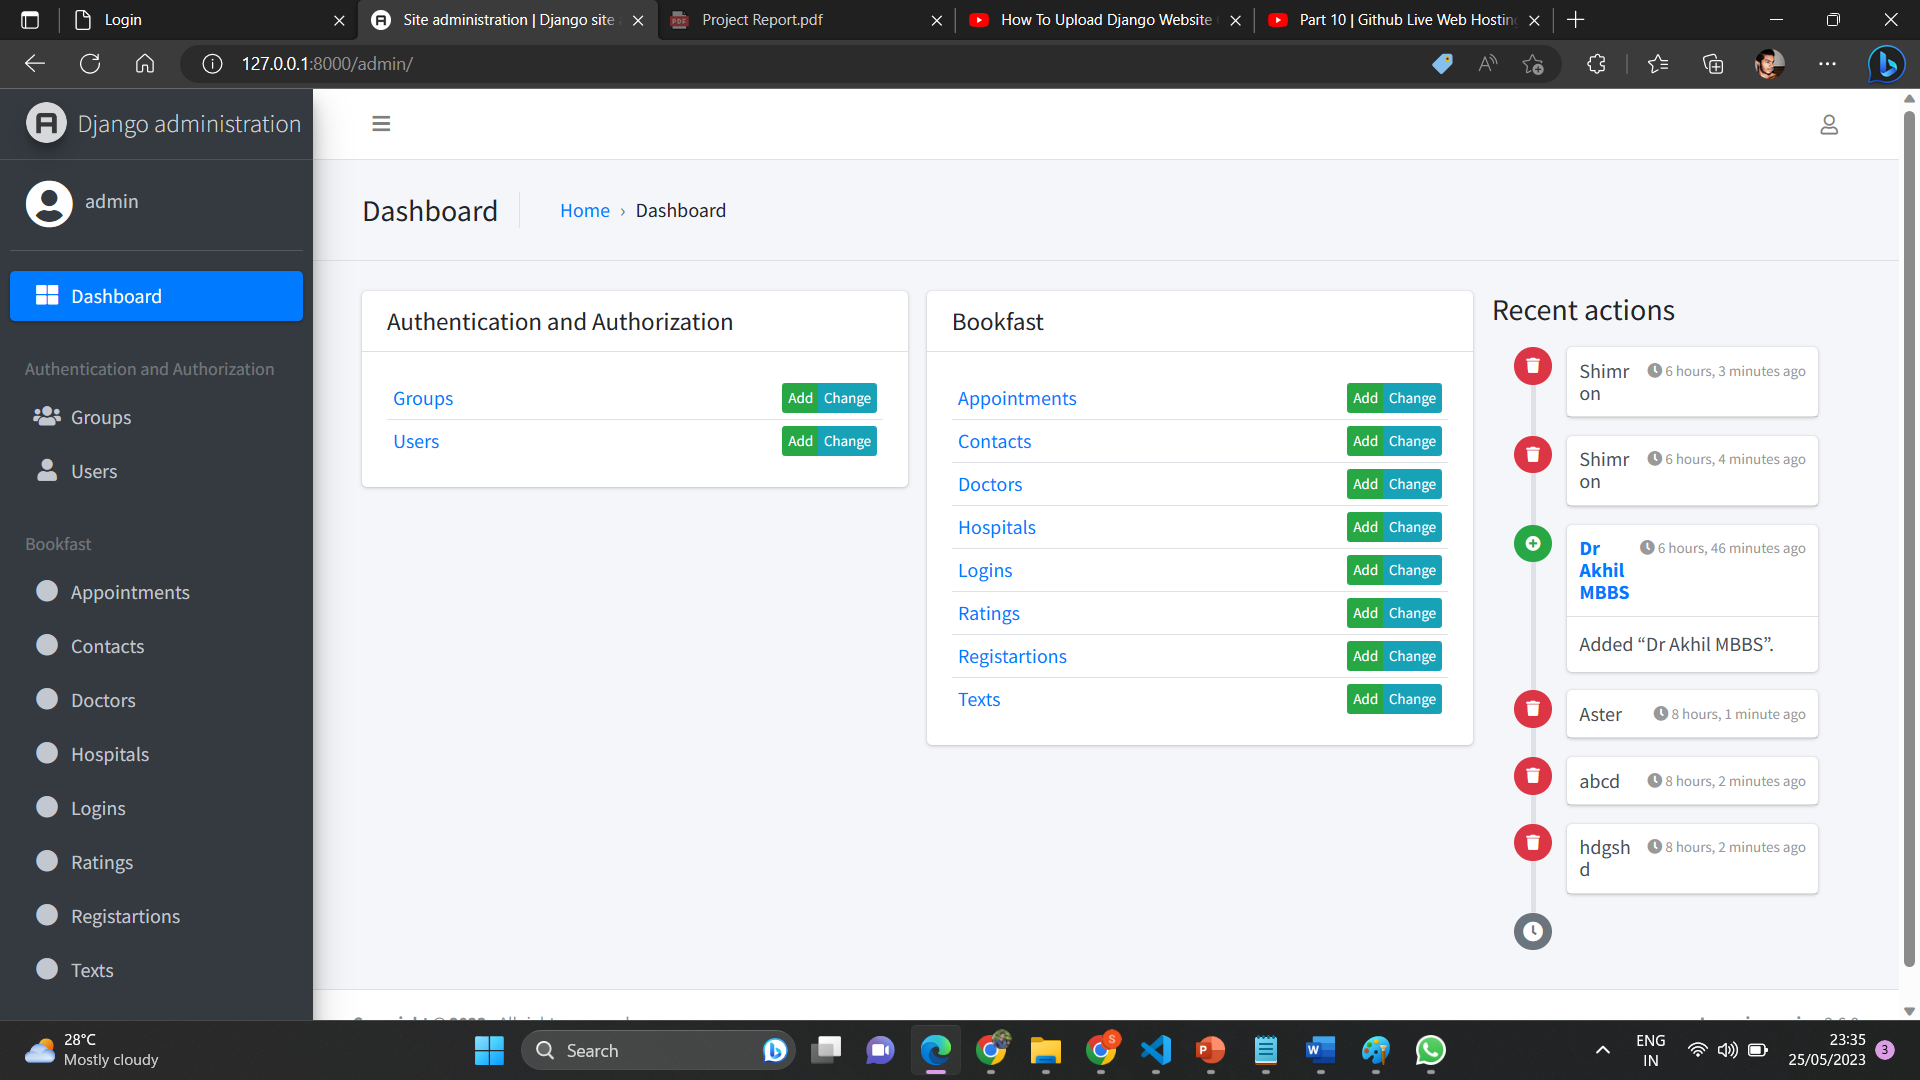 Login
Site administration | Django site
Project Report.pdf
How To Upload Django Website
Part 10 | Github Live Web Hosting
127.0.0.1:8000/admin/
Django administration
admin
Dashboard
Authentication and Authorization
Groups
Users
Bookfast
Appointments
Contacts
Doctors
Hospitals
Logins
Ratings
Registartions
Texts
Dashboard
Home › Dashboard
Authentication and Authorization
Groups Add Change
Users Add Change
Bookfast
Appointments Add Change
Contacts Add Change
Doctors Add Change
Hospitals Add Change
Logins Add Change
Ratings Add Change
Registartions Add Change
Texts Add Change
Recent actions
Shimr 6 hours, 3 minutes ago
on
Shimr 6 hours, 4 minutes ago
on
Dr 6 hours, 46 minutes ago
Akhil
MBBS
Added “Dr Akhil MBBS”.
Aster 8 hours, 1 minute ago
abcd 8 hours, 2 minutes ago
hdgsh 8 hours, 2 minutes ago
d
28°C
Mostly cloudy
Search
ENG
IN
23:35
25/05/2023
3